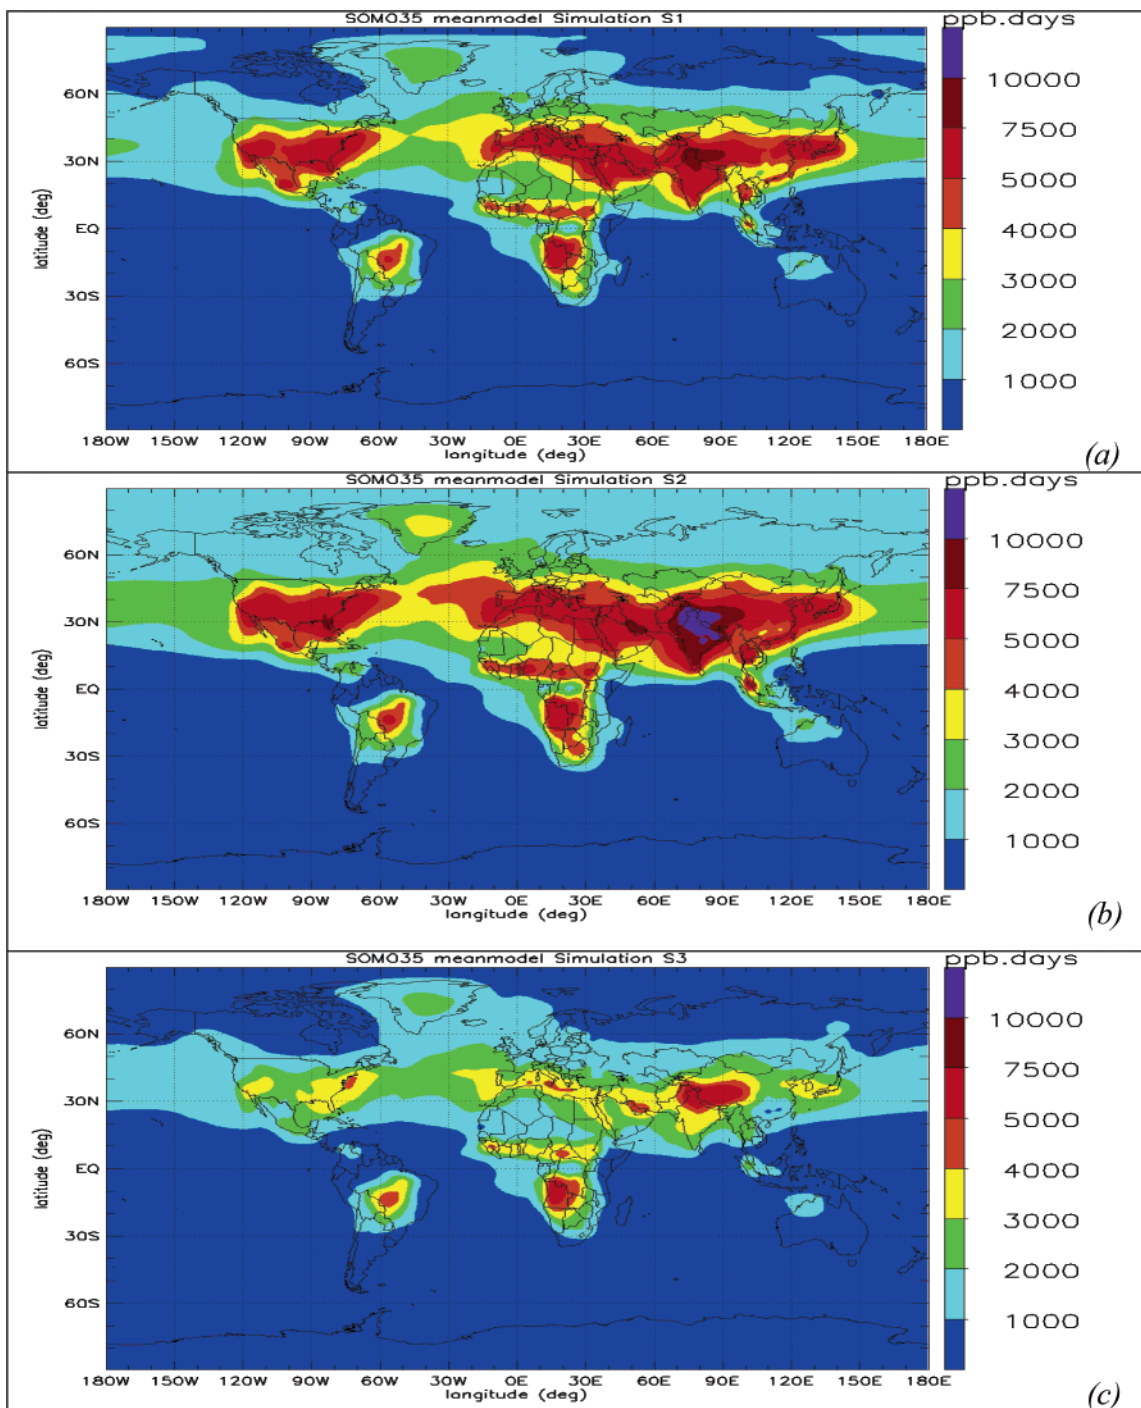 SOMO35 meanmodel Simulation S1
ppb.days
10000
7500
5000
4000
3000
2000
1000
60N
30N
EQ
30S
60S
latitude (deg)
180W 150W 120W 90W 60W 30W 0E 30E 60E 90E 120E 150E 180E
longitude (deg)
(a)
SOMO35 meanmodel Simulation S2
ppb.days
10000
7500
5000
4000
3000
2000
1000
60N
30N
EQ
30S
60S
latitude (deg)
180W 150W 120W 90W 60W 30W 0E 30E 60E 90E 120E 150E 180E
longitude (deg)
(b)
SOMO35 meanmodel Simulation S3
ppb.days
10000
7500
5000
4000
3000
2000
1000
60N
30N
EQ
30S
60S
latitude (deg)
180W 150W 120W 90W 60W 30W 0E 30E 60E 90E 120E 150E 180E
longitude (deg)
(c)